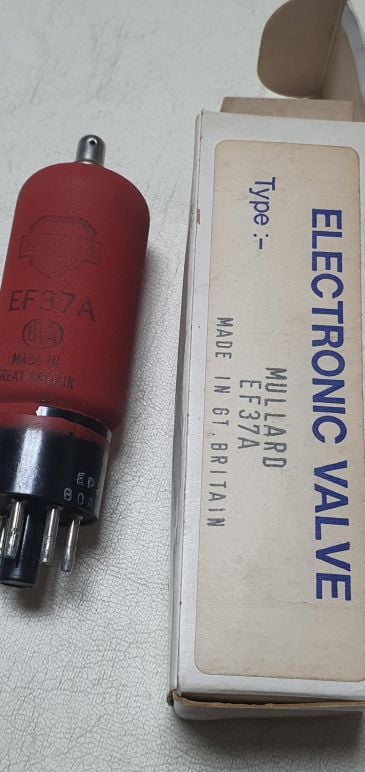 EF37A
MADE IN
GREAT BRITAIN
ELECTRONIC VALVE
Type :-
MULLARD
EF37A
MADE IN GT. BRITAIN